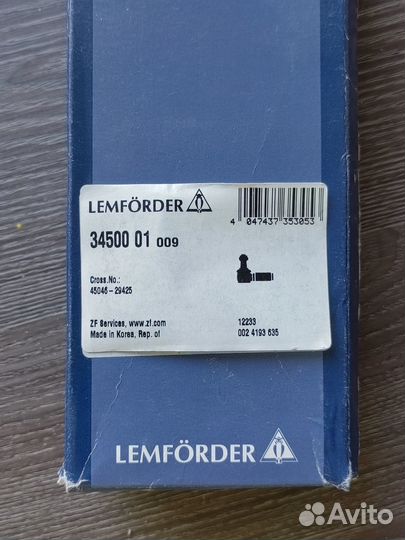 LEMFÖRDER
4 047437 353053
34500 01 009
Cross.No.:
45046-29425
ZF Services, www.zf.com
Made in Korea, Rep. of
12233
002 4193 635
LEMFÖRDER
Avito